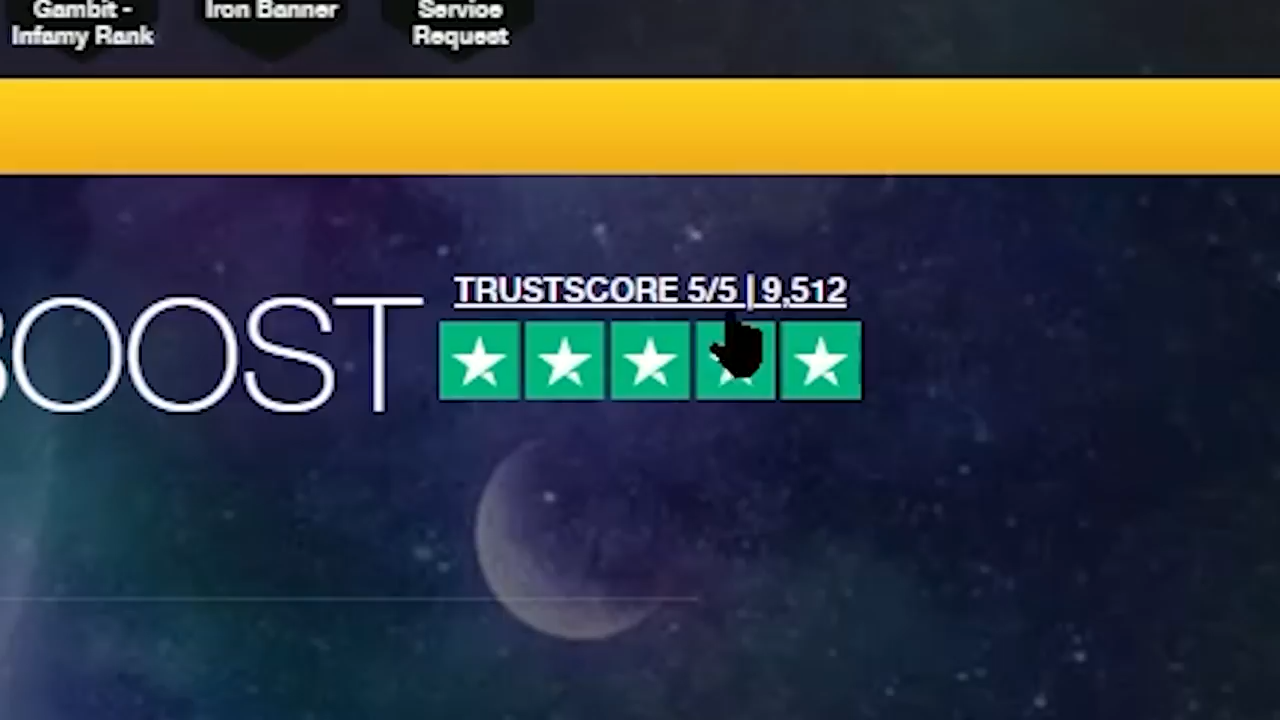 Gambit -
Infamy Rank
Iron Banner
Service
Request
BOOST
TRUSTSCORE 5/5 | 9,512